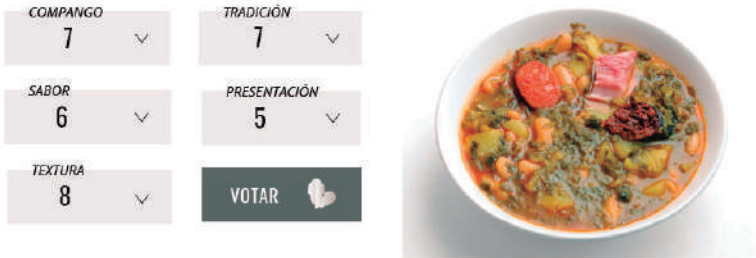 COMPANGO
7
TRADICIÓN
7
SABOR
6
PRESENTACIÓN
5
TEXTURA
8
VOTAR